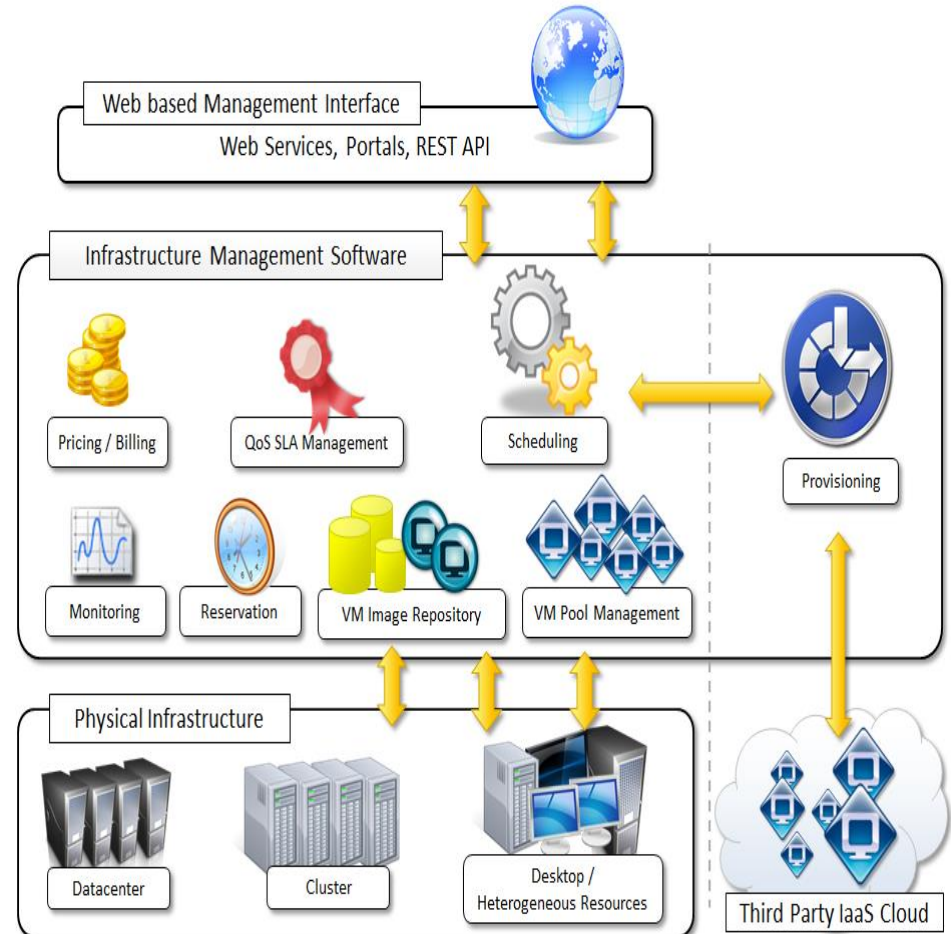 Web based Management Interface
Web Services, Portals, REST API
Infrastructure Management Software
Pricing / Billing
QoS SLA Management
Scheduling
Provisioning
Monitoring
Reservation
VM Image Repository
VM Pool Management
Physical Infrastructure
Datacenter
Cluster
Desktop /
Heterogeneous Resources
Third Party IaaS Cloud